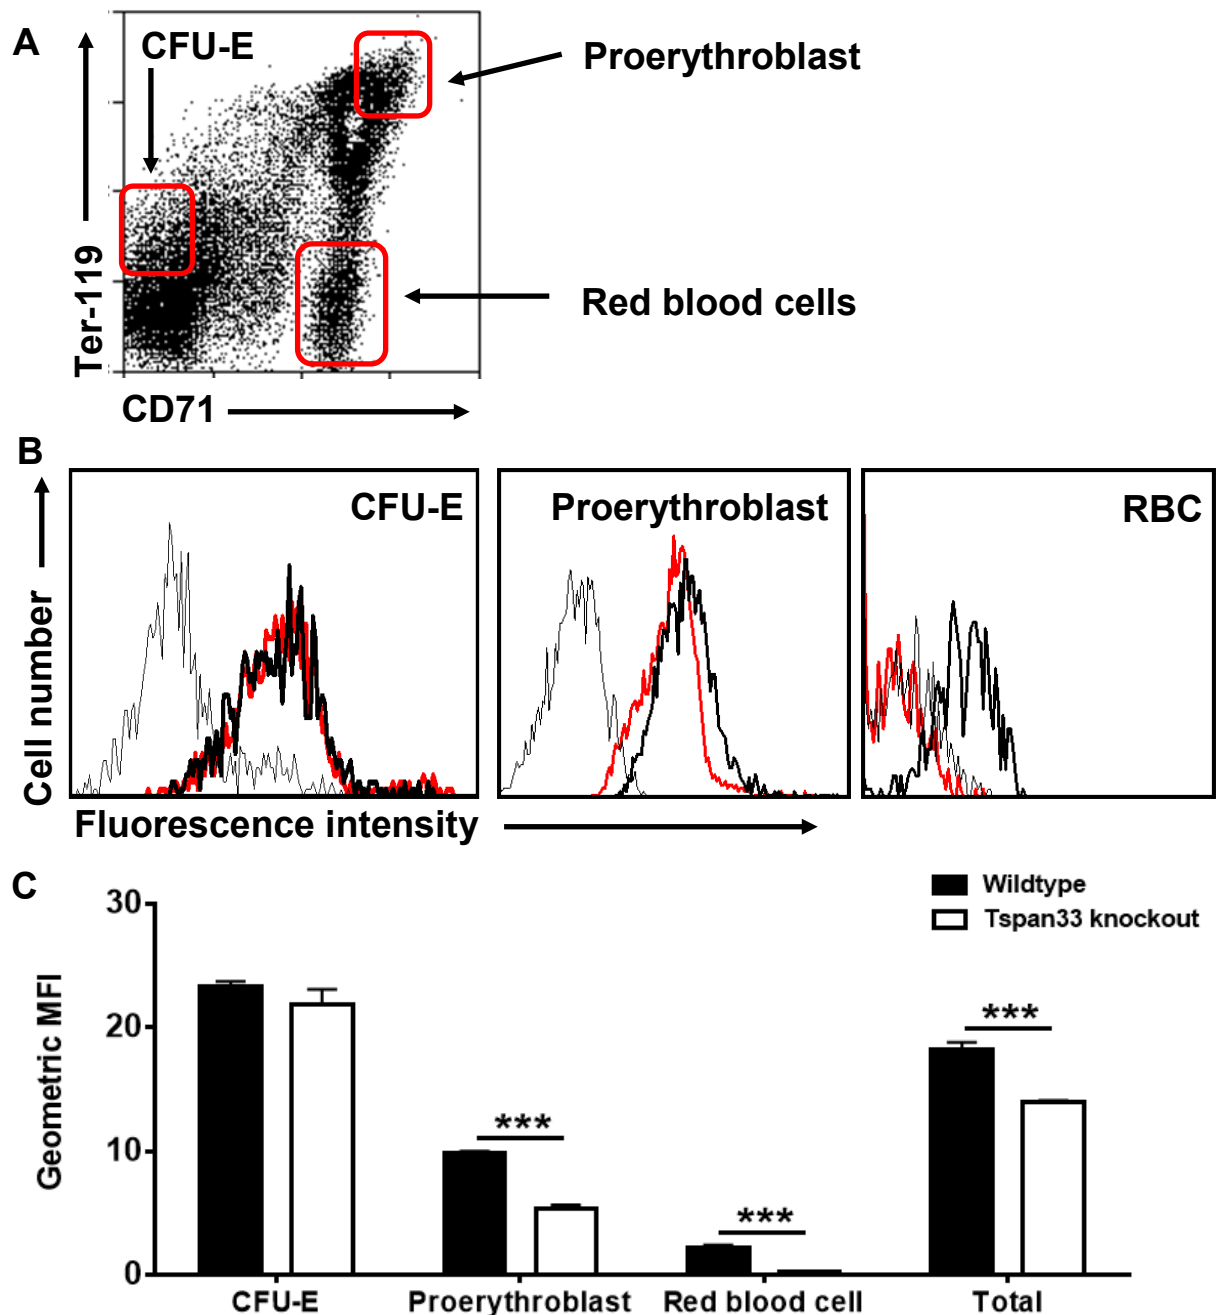 A
CFU-E
Proerythroblast
Ter-119
Red blood cells
CD71
B
CFU-E
Proerythroblast
RBC
Cell number
Fluorescence intensity
C
Wildtype
Tspan33 knockout
30
20
10
0
Geometric MFI
***
***
***
CFU-E
Proerythroblast
Red blood cell
Total